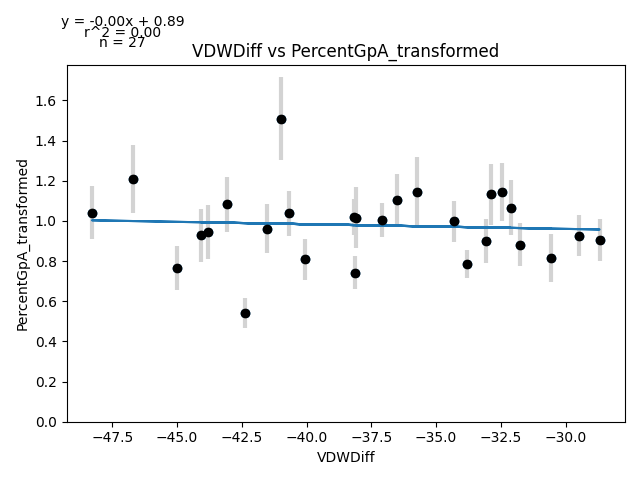 y = -0.00x + 0.89
r^2 = 0.00
n = 27
VDWDiff vs PercentGpA_transformed
PercentGpA_transformed
1.6
1.4
1.2
1.0
0.8
0.6
0.4
0.2
0.0
−47.5 −45.0 −42.5 −40.0 −37.5 −35.0 −32.5 −30.0
VDWDiff